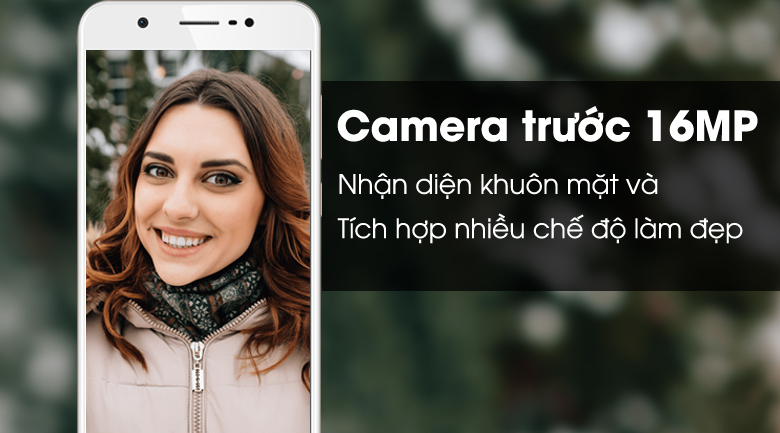 Camera trước 16MP
Nhận diện khuôn mặt và
Tích hợp nhiều chế độ làm đẹp